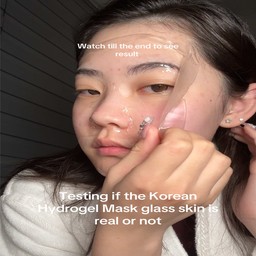 Watch till the end to see
result
Testing if the Korean
Hydrogel Mask glass skin is
real or not